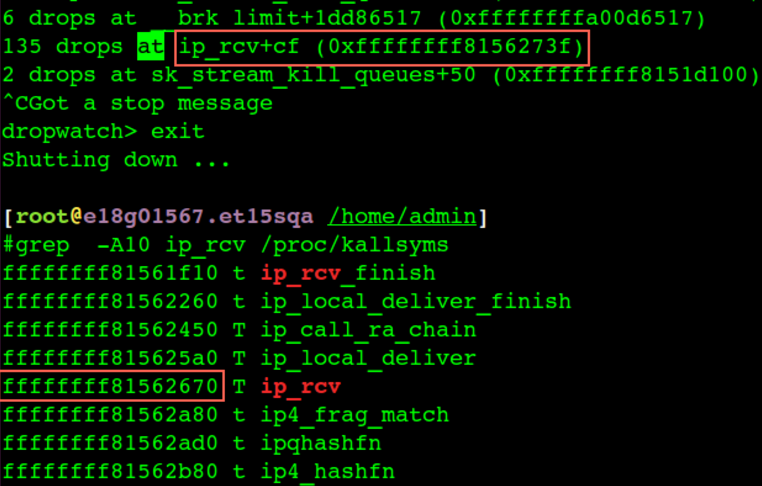 6 drops at __brk_limit+1dd86517 (0xffffffffa00d6517)
135 drops at ip_rcv+cf (0xffffffff8156273f)
2 drops at sk_stream_kill_queues+50 (0xffffffff8151d100)
^CGot a stop message
dropwatch> exit
Shutting down ...
[root@e18g01567.et15sqa /home/admin]
#grep  -A10 ip_rcv /proc/kallsyms
ffffffff81561f10 t ip_rcv_finish
ffffffff81562260 t ip_local_deliver_finish
ffffffff81562450 T ip_call_ra_chain
ffffffff815625a0 T ip_local_deliver
ffffffff81562670 T ip_rcv
ffffffff81562a80 t ip4_frag_match
ffffffff81562ad0 t ipqhashfn
ffffffff81562b80 t ip4_hashfn